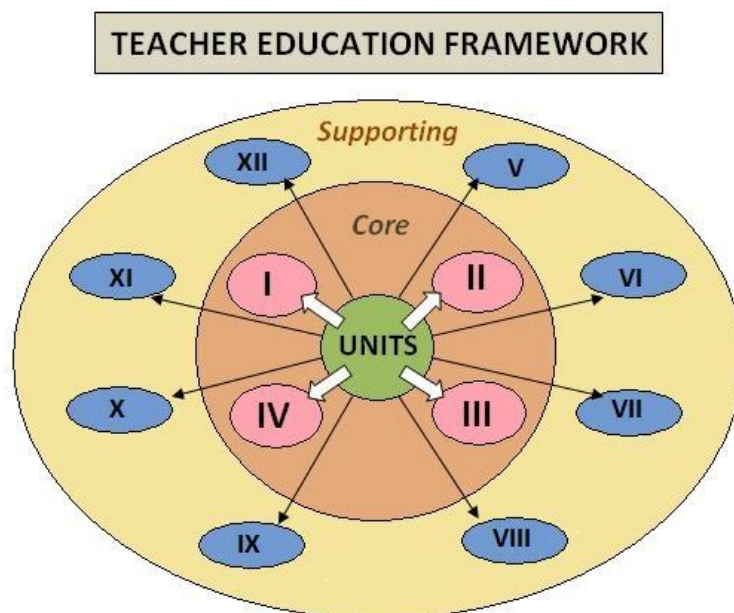 TEACHER EDUCATION FRAMEWORK
Supporting
XII
V
Core
XI
I
II
VI
UNITS
X
IV
III
VII
IX
VIII